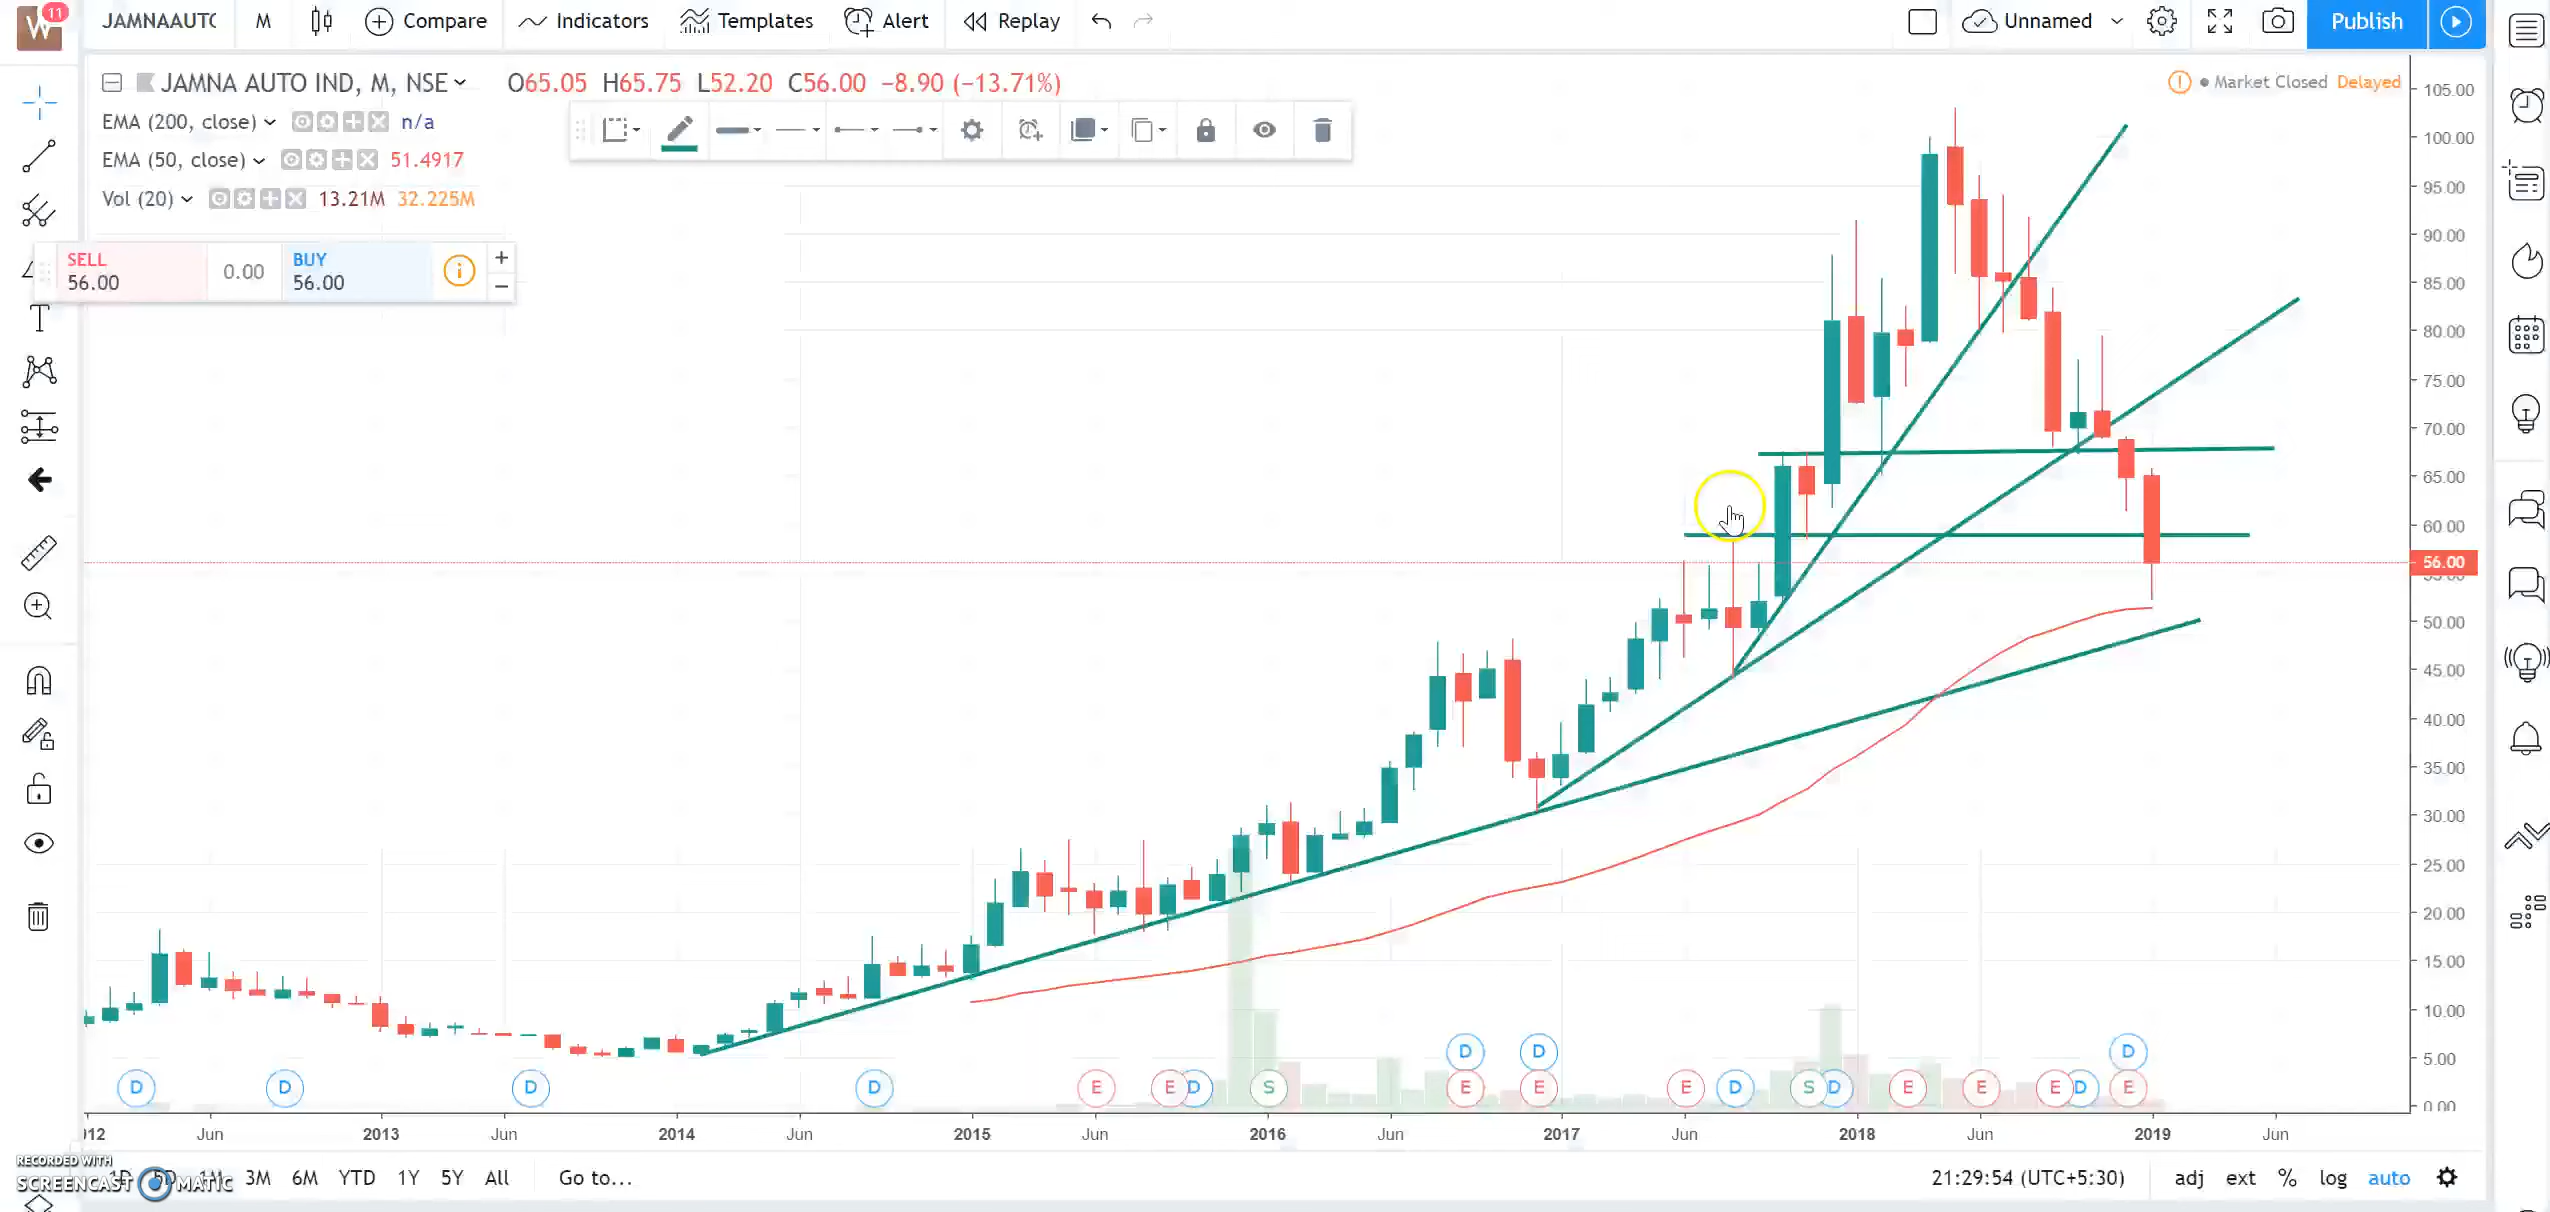 W 11 JAMNAAUTO M Compare Indicators Templates Alert Replay Unnamed Publish
JAMNA AUTO IND, M, NSE O65.05 H65.75 L52.20 C56.00 −8.90 (−13.71%) Market Closed Delayed
EMA (200, close) n/a
EMA (50, close) 51.4917
Vol (20) 13.21M 32.225M
SELL 56.00
0.00
BUY 56.00
+
−
T
105.00
100.00
95.00
90.00
85.00
80.00
75.00
70.00
65.00
60.00
56.00
50.00
45.00
40.00
35.00
30.00
25.00
20.00
15.00
10.00
5.00
0.00
D D D
D D D D E E D S E E E D S D E E E D E
2012 Jun 2013 Jun 2014 Jun 2015 Jun 2016 Jun 2017 Jun 2018 Jun 2019 Jun
RECORDED WITH
SCREENCAST MATIC
1D 5D 1M 3M 6M YTD 1Y 5Y All Go to... 21:29:54 (UTC+5:30) adj ext % log auto